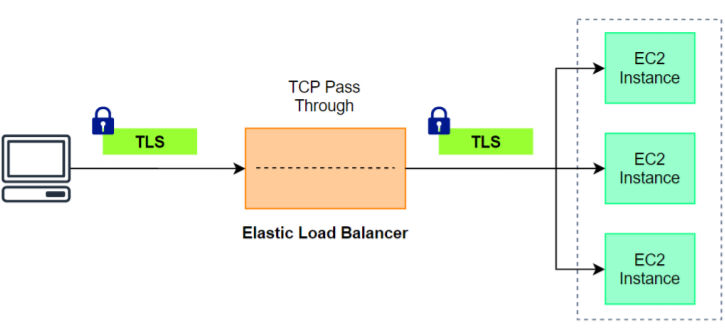 TCP Pass
Through
TLS
TLS
Elastic Load Balancer
EC2
Instance
EC2
Instance
EC2
Instance